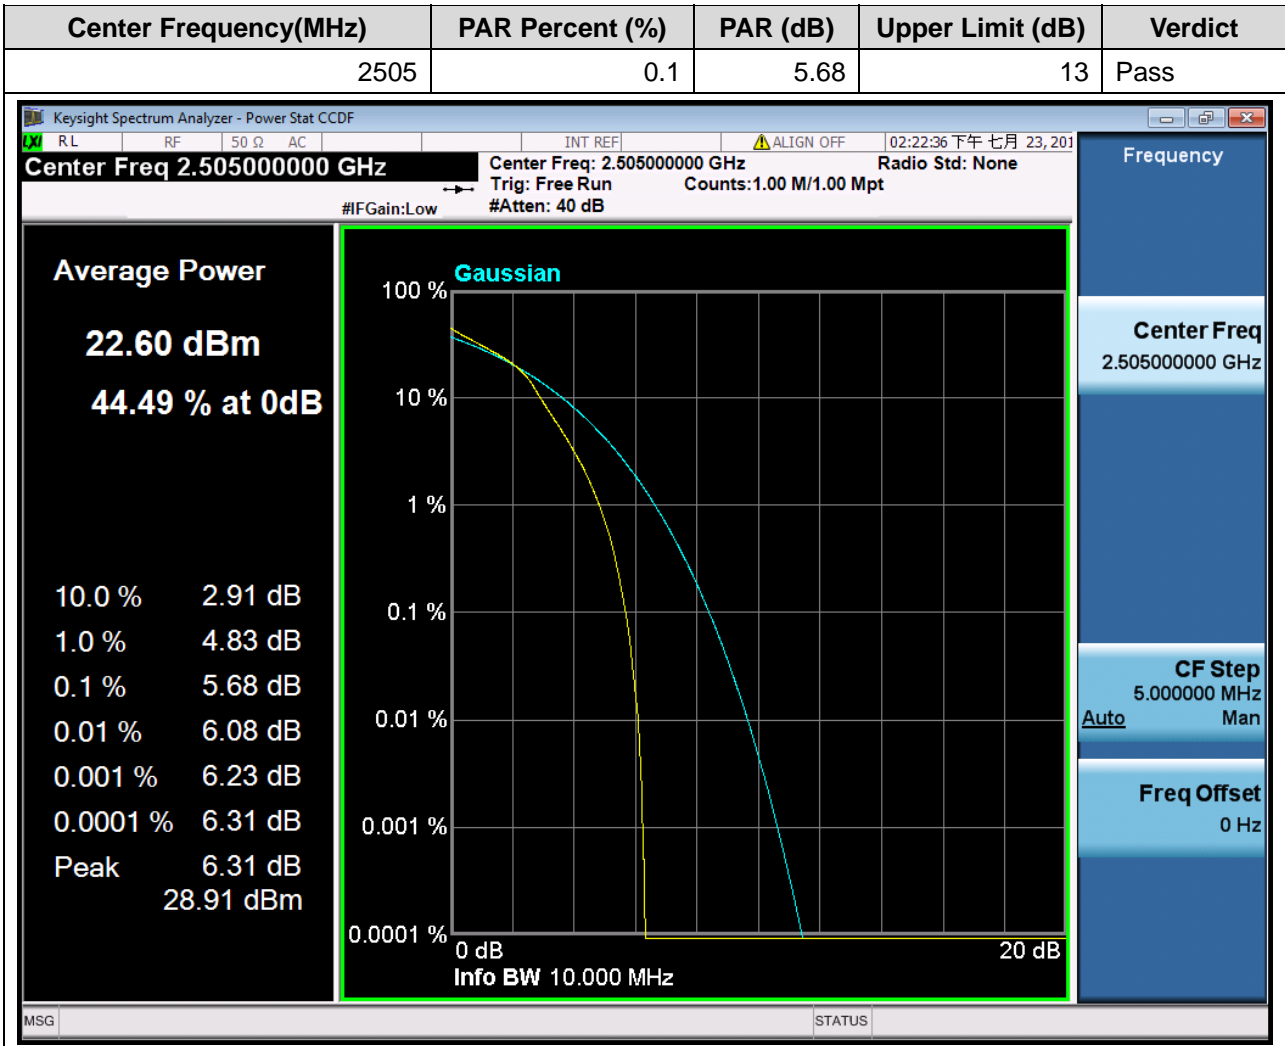 Center Frequency(MHz) PAR Percent (%) PAR (dB) Upper Limit (dB) Verdict
2505 0.1 5.68 13 Pass
Keysight Spectrum Analyzer - Power Stat CCDF
LXI RL RF 50 Ω AC INT REF ALIGN OFF 02:22:36 下午 七月 23, 201
Center Freq 2.505000000 GHz
Center Freq: 2.505000000 GHz Radio Std: None
Trig: Free Run Counts:1.00 M/1.00 Mpt
#IFGain:Low #Atten: 40 dB
Average Power
22.60 dBm
44.49 % at 0dB
10.0 % 2.91 dB
1.0 % 4.83 dB
0.1 % 5.68 dB
0.01 % 6.08 dB
0.001 % 6.23 dB
0.0001 % 6.31 dB
Peak 6.31 dB
28.91 dBm
Gaussian
100 %
10 %
1 %
0.1 %
0.01 %
0.001 %
0.0001 %
0 dB 20 dB
Info BW 10.000 MHz
Frequency
Center Freq
2.505000000 GHz
CF Step
5.000000 MHz
Auto Man
Freq Offset
0 Hz
MSG STATUS